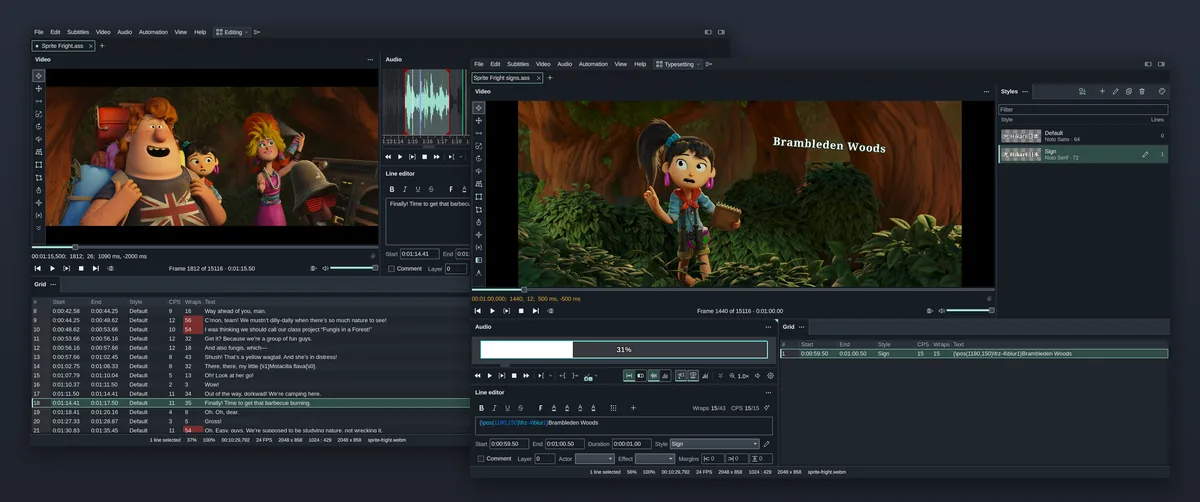 File Edit Subtitles Video Audio Automation View Help Editing
Sprite Fright.ass
Video
00:01:15,500; 1812; 26; 1090 ms, -2000 ms
Frame 1812 of 15116 · 0:01:15.50
Audio
1:13 1:14 1:15 1:16 1:17 1:18 1:19
Line editor
B I U S F A
Finally! Time to get that barbecue
Start 0:01:14.41 End 0:01:
Comment Layer 0
Grid
# Start End Style CPS Wraps Text
8 0:00:42.58 0:00:44.25 Default 9 16 Way ahead of you, man.
9 0:00:44.25 0:00:48.62 Default 12 56 C'mon, team! We mustn't dilly-dally when there's so much nature to see!
10 0:00:48.62 0:00:53.66 Default 10 54 I was thinking we should call our class project "Fungis in a Forest!"
11 0:00:53.66 0:00:56.16 Default 12 32 Get it? Because we're a group of fun guys.
12 0:00:56.16 0:00:57.66 Default 12 18 And also fungis, which—
13 0:00:57.66 0:01:02.45 Default 8 43 Shush! That's a yellow wagtail. And she's in distress!
14 0:01:02.75 0:01:06.33 Default 8 32 There, there, my little {\i1}Motacilla flava{\i0}.
15 0:01:07.79 0:01:10.04 Default 5 13 Oh! Look at her go!
16 0:01:10.37 0:01:11.50 Default 2 3 Wow!
17 0:01:11.50 0:01:14.41 Default 11 34 Out of the way, dorkwad! We're camping here.
18 0:01:14.41 0:01:17.50 Default 11 35 Finally! Time to get that barbecue burning.
19 0:01:18.41 0:01:20.16 Default 4 8 Oh. Oh, dear.
20 0:01:27.33 0:01:28.87 Default 3 5 Gross!
21 0:01:30.83 0:01:35.45 Default 11 54 Oh. Easy, guys. We're supposed to be studying nature, not wrecking it.
1 line selected 37% 100% 00:10:29,792 24 FPS 2048 x 858 1024 : 429 2048 x 858 sprite-fright.webm
File Edit Subtitles Video Audio Automation View Help Typesetting
Sprite Fright signs.ass
Video
Brambleden Woods
00:01:00,000; 1440; 12; 500 ms, -500 ms
Frame 1440 of 15116 · 0:01:00.00
Styles
Filter
Style Lines
Default
Noto Sans · 64
0
Sign
Noto Serif · 72
1
Audio
31%
1.0×
Line editor
B I U S F A A A A Wraps 15/43 CPS 15/15
{\pos(1180,150)\frz-4\blur1}Brambleden Woods
Start 0:00:59.50 End 0:01:00.50 Duration 0:00:01.00 Style Sign
Comment Layer 0 Actor Effect Margins 0 0 0
Grid
# Start End Style CPS Wraps Text
1 0:00:59.50 0:01:00.50 Sign 15 15 {\pos(1180,150)\frz-4\blur1}Brambleden Woods
1 line selected 56% 100% 00:10:29,792 24 FPS 2048 x 858 1024 : 429 2048 x 858 sprite-fright.webm